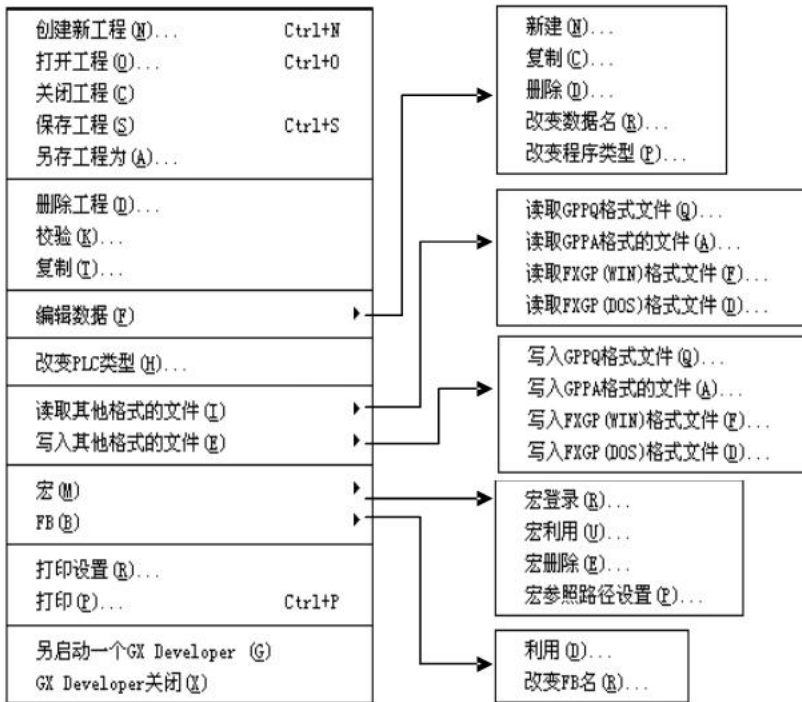 创建新工程(N)... Ctrl+N
打开工程(O)... Ctrl+O
关闭工程(C)
保存工程(S) Ctrl+S
另存工程为(A)...
删除工程(D)...
校验(K)...
复制(T)...
编辑数据(F)
改变PLC类型(H)...
读取其他格式的文件(I)
写入其他格式的文件(E)
宏(M)
FB(B)
打印设置(R)...
打印(P)... Ctrl+P
另启动一个GX Developer (G)
GX Developer关闭(X)
新建(N)...
复制(C)...
删除(D)...
改变数据名(R)...
改变程序类型(P)...
读取GPPQ格式文件(Q)...
读取GPPA格式的文件(A)...
读取FXGP(WIN)格式文件(F)...
读取FXGP(DOS)格式文件(D)...
写入GPPQ格式文件(Q)...
写入GPPA格式的文件(A)...
写入FXGP(WIN)格式文件(F)...
写入FXGP(DOS)格式文件(D)...
宏登录(R)...
宏利用(U)...
宏删除(E)...
宏参照路径设置(P)...
利用(D)...
改变FB名(R)...